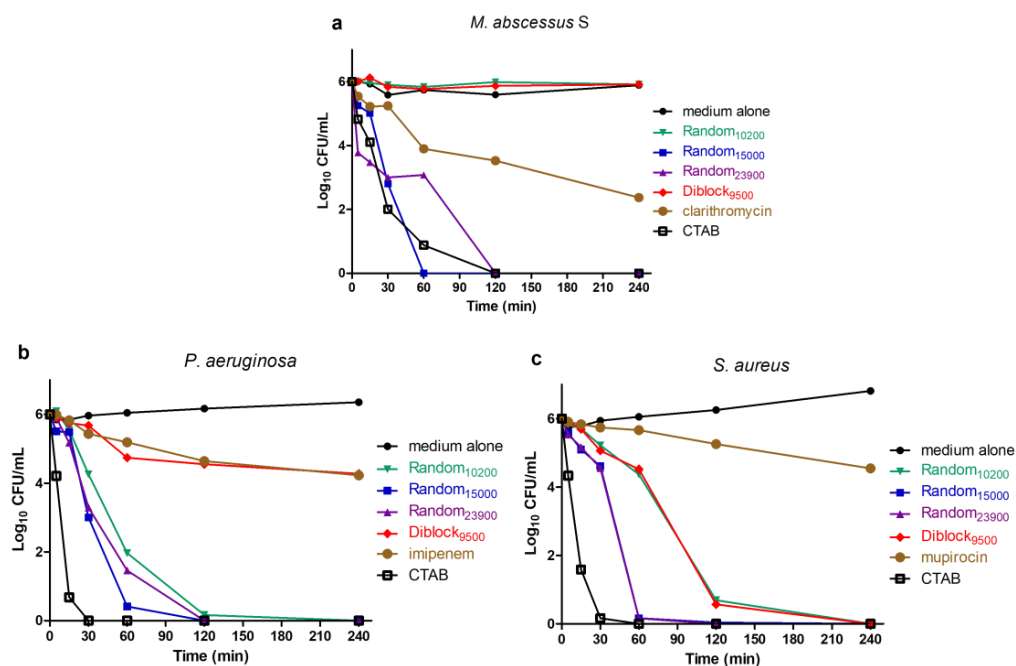 a
M. abscessus S
Log10 CFU/mL
6
4
2
0
0 30 60 90 120 150 180 210 240
Time (min)
medium alone
Random10200
Random15000
Random23900
Diblock9500
clarithromycin
CTAB
b
P. aeruginosa
Log10 CFU/mL
6
4
2
0
0 30 60 90 120 150 180 210 240
Time (min)
medium alone
Random10200
Random15000
Random23900
Diblock9500
imipenem
CTAB
c
S. aureus
Log10 CFU/mL
6
4
2
0
0 30 60 90 120 150 180 210 240
Time (min)
medium alone
Random10200
Random15000
Random23900
Diblock9500
mupirocin
CTAB